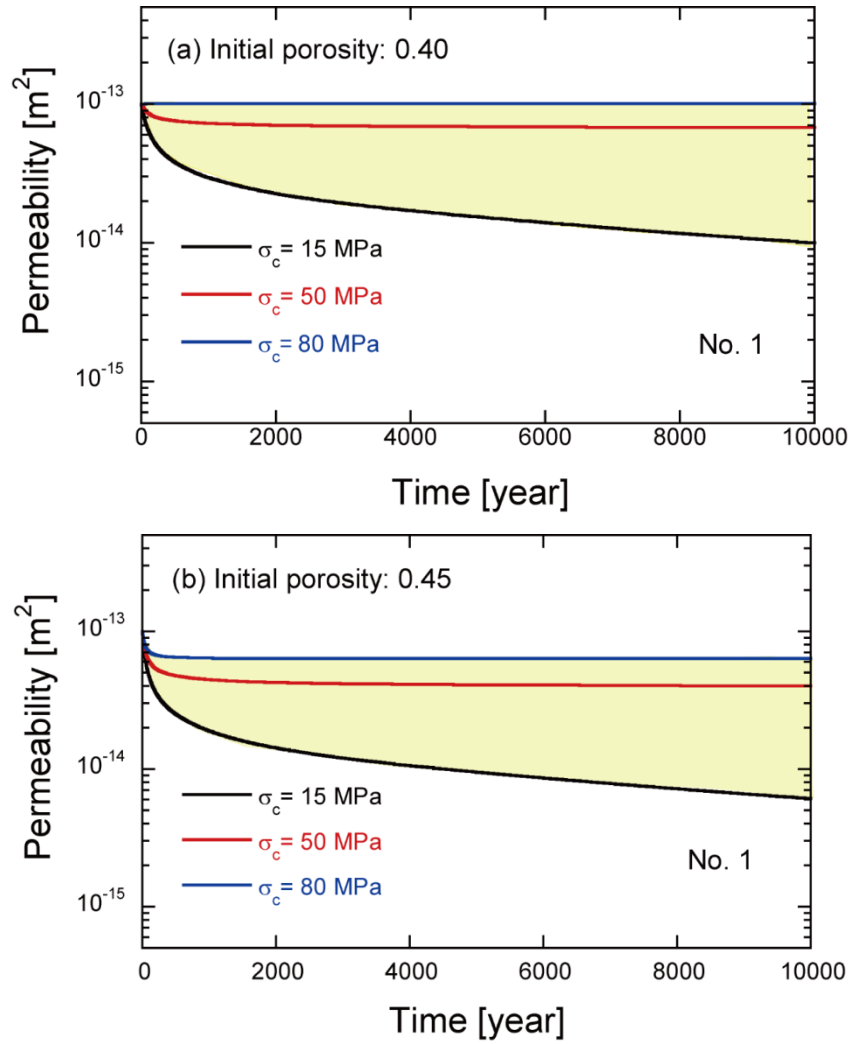 (a) Initial porosity: 0.40
Permeability [m²]
10⁻¹³
10⁻¹⁴
10⁻¹⁵
σc= 15 MPa
σc= 50 MPa
σc= 80 MPa
No. 1
0 2000 4000 6000 8000 10000
Time [year]
(b) Initial porosity: 0.45
Permeability [m²]
10⁻¹³
10⁻¹⁴
10⁻¹⁵
σc= 15 MPa
σc= 50 MPa
σc= 80 MPa
No. 1
0 2000 4000 6000 8000 10000
Time [year]